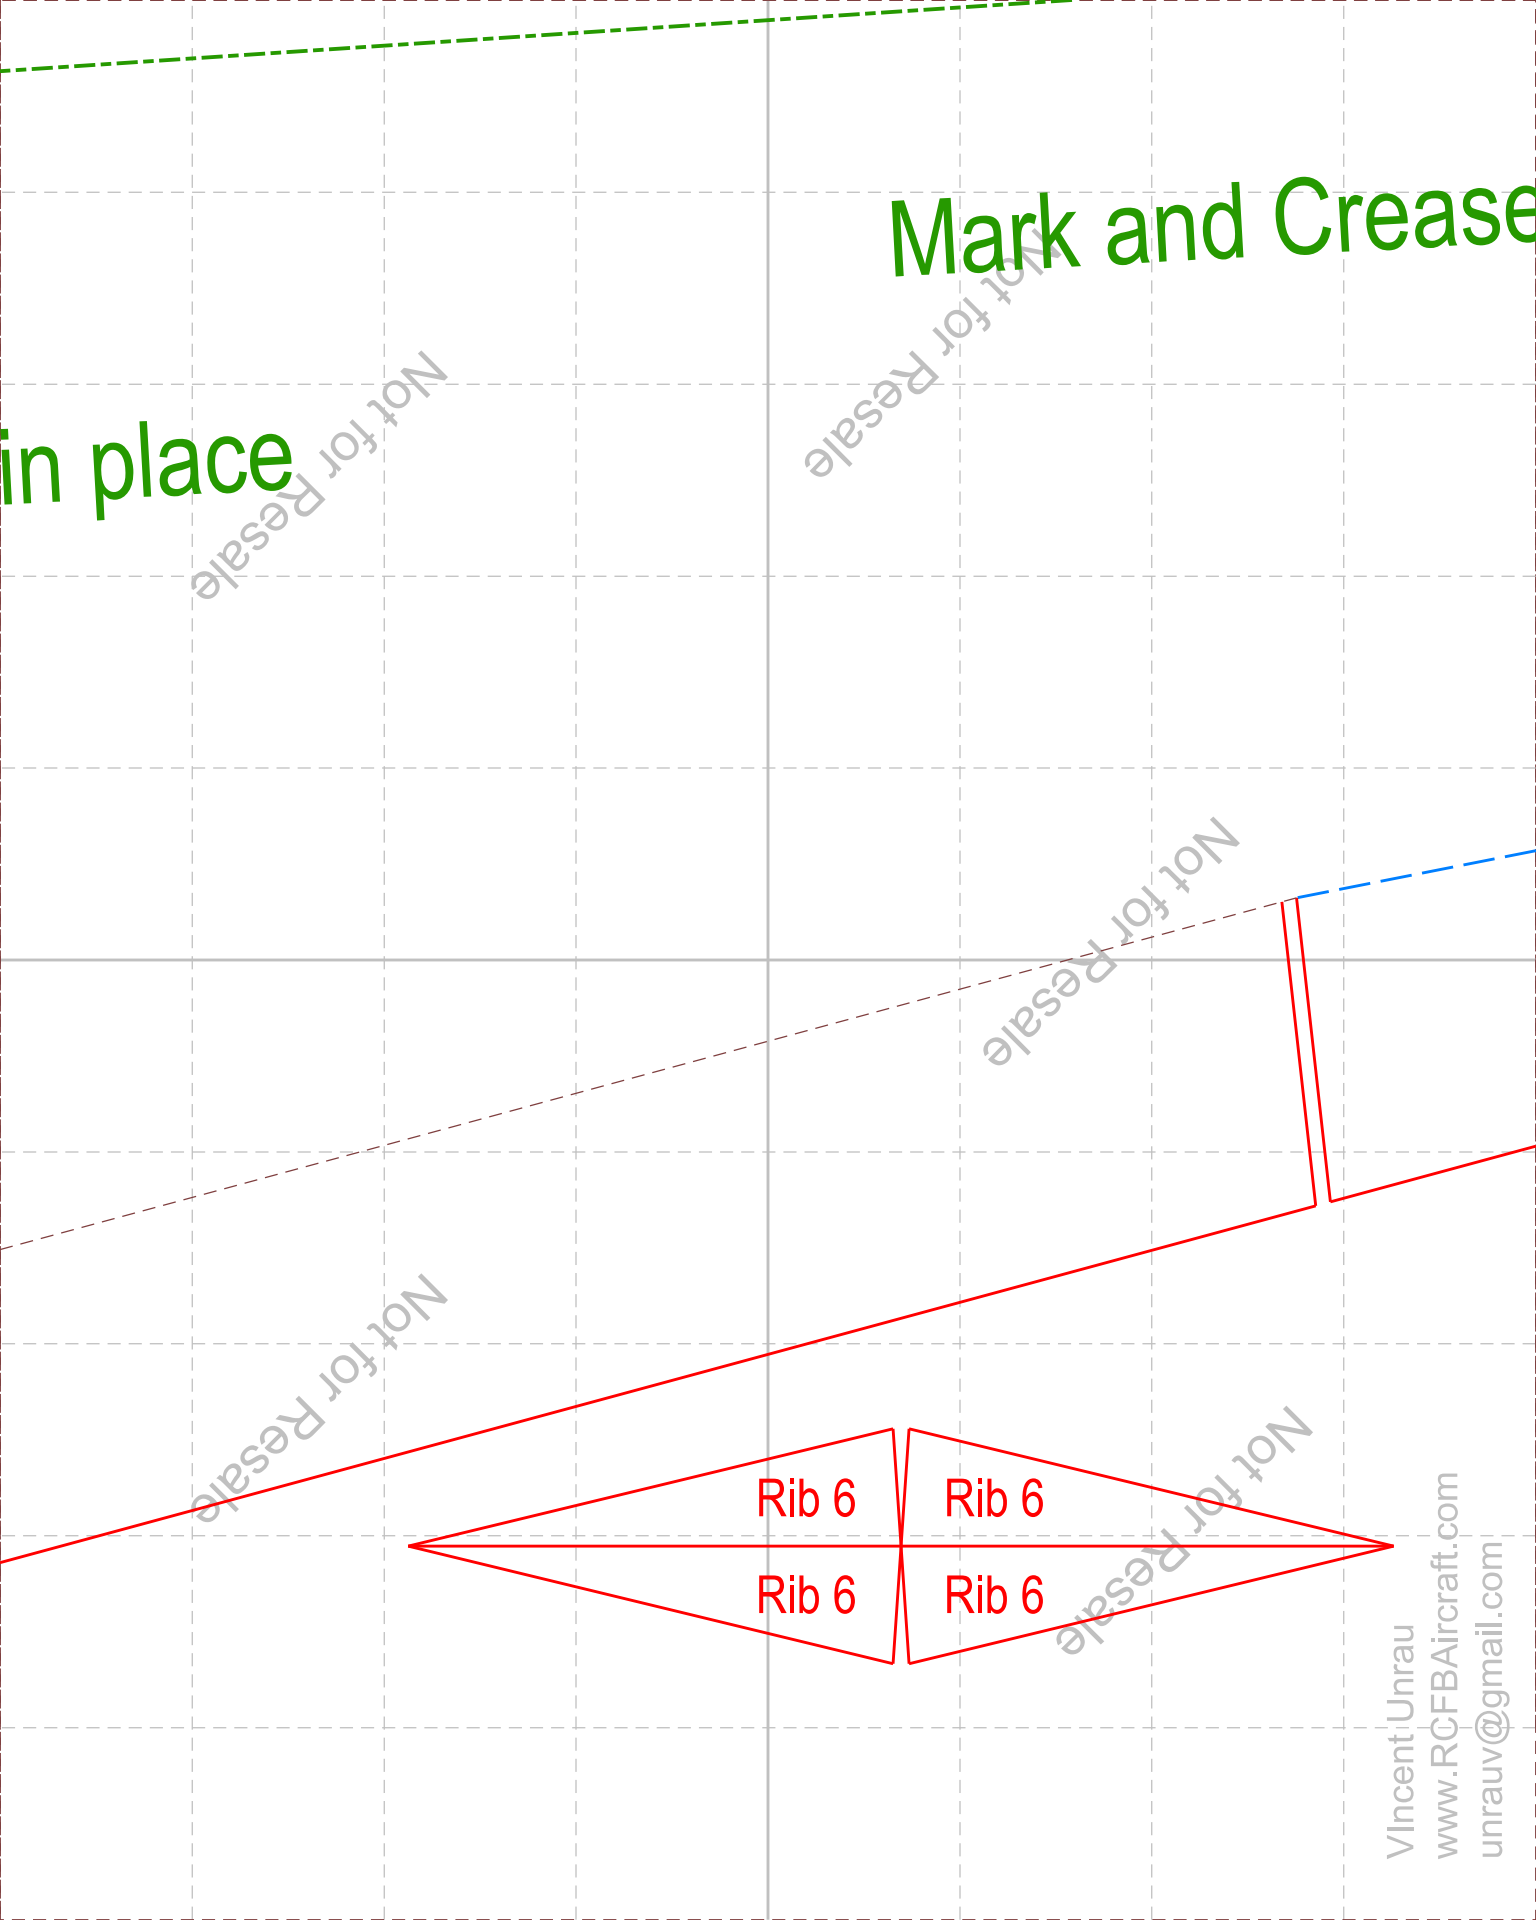 Mark and Crease
Not for Resale
Not for Resale
in place
Not for Resale
Not for Resale
Not for Resale
Rib 6 Rib 6
Rib 6 Rib 6
VIncent Unrau
www.RCFBAircraft.com
unrauv@gmail.com